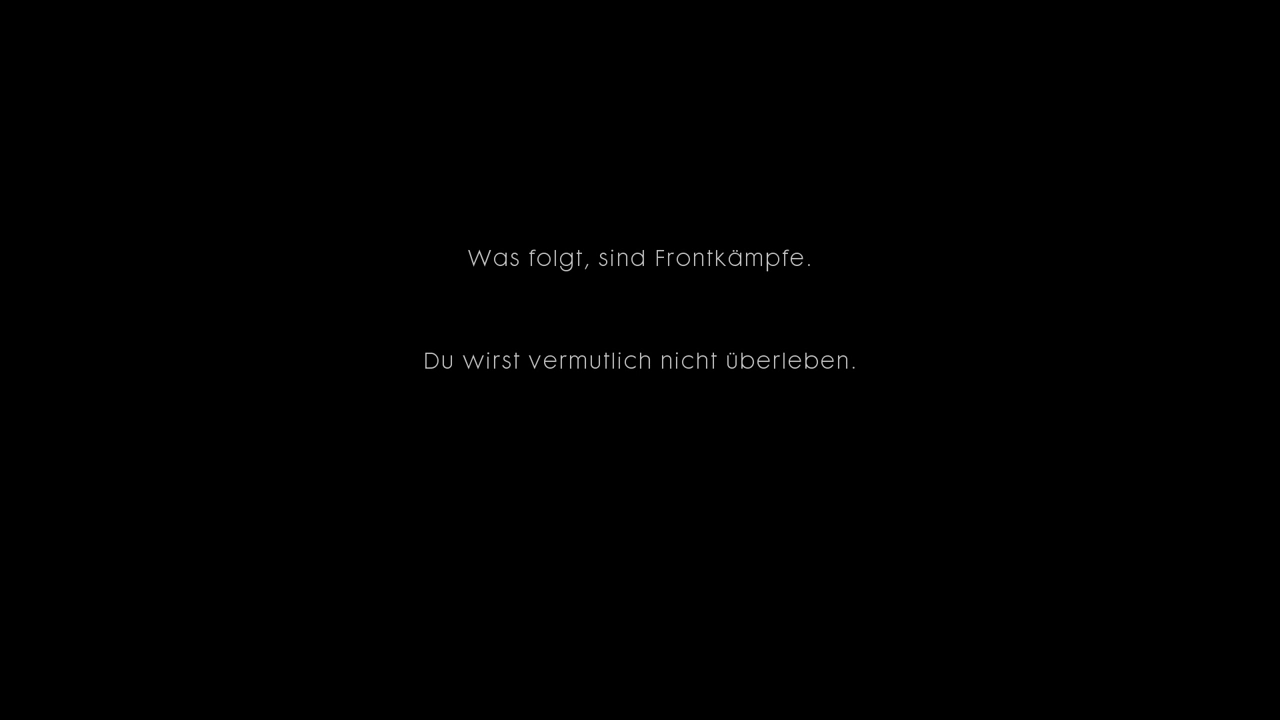 Was folgt, sind Frontkämpfe.
Du wirst vermutlich nicht überleben.